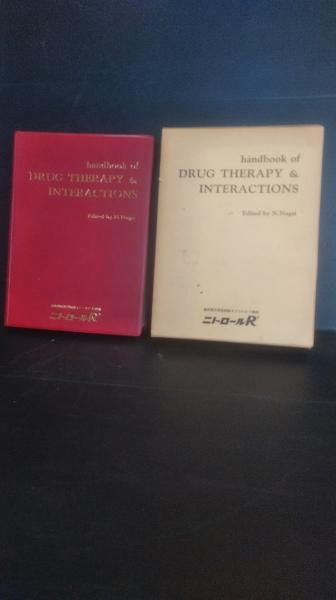 handbook of
DRUG THERAPY &
INTERACTIONS
Edited by N.Nagai
ニトロールR
handbook of
DRUG THERAPY &
INTERACTIONS
Edited by N.Nagai
ニトロールR